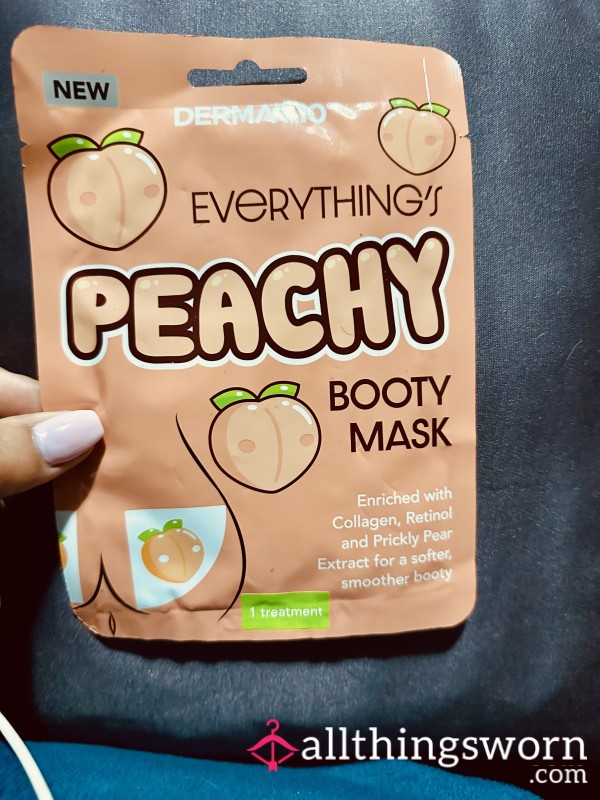 NEW
EVERYTHING'S
PEACHY
BOOTY
MASK
Enriched with
Collagen, Retinol
and Prickly Pear
Extract for a softer,
smoother booty
1 treatment
allthingsworn
.com